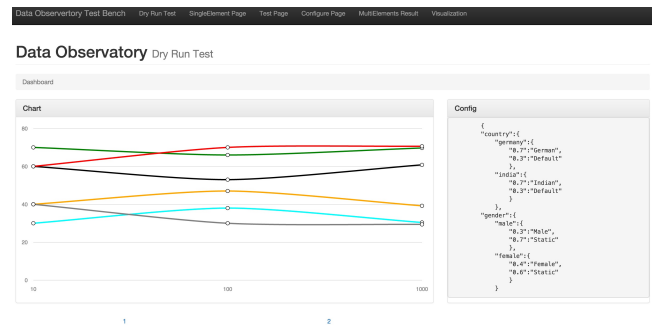 Data Observertory Test Bench Dry Run Test SingleElement Page Test Page Configure Page MultiElements Result Visualization
Data Observatory Dry Run Test
Dashboard
Chart
80
60
40
20
0
10 100 1000
1 2
Config
{
"country":{
"germany":{
"0.7":"German",
"0.3":"Default"
},
"india":{
"0.7":"Indian",
"0.3":"Default"
}
},
"gender":{
"male":{
"0.3":"Male",
"0.7":"Static"
},
"female":{
"0.4":"Female",
"0.6":"Static"
}
}